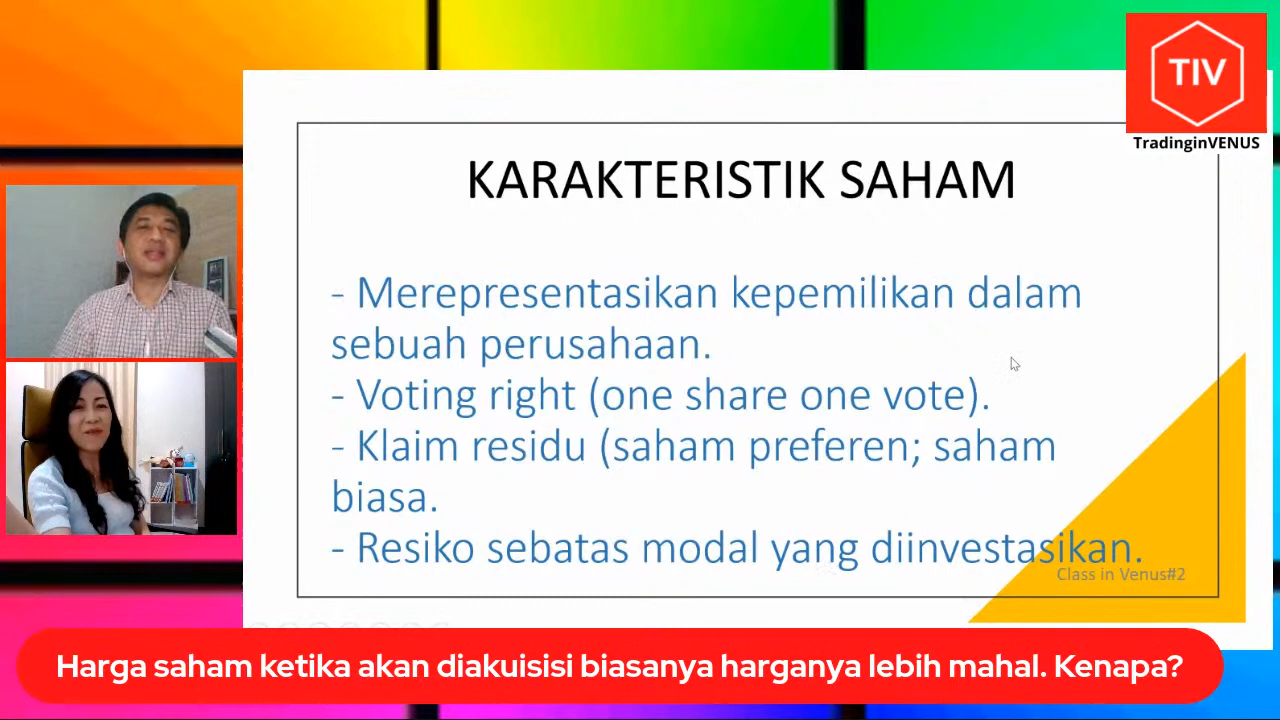 TIV
TradinginVENUS
KARAKTERISTIK SAHAM
- Merepresentasikan kepemilikan dalam
sebuah perusahaan.
- Voting right (one share one vote).
- Klaim residu (saham preferen; saham
biasa.
- Resiko sebatas modal yang diinvestasikan.
Class in Venus#2
Harga saham ketika akan diakuisisi biasanya harganya lebih mahal. Kenapa?